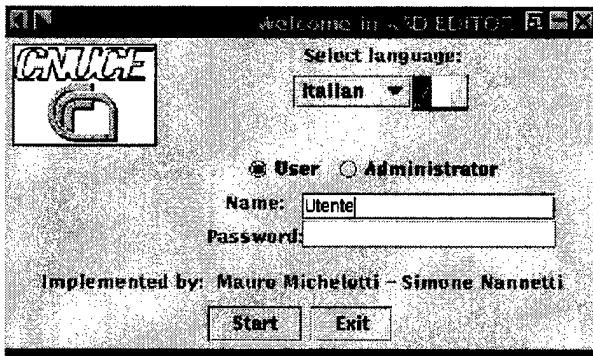 welcome in 3D EDITOR
CNUCE
Select language:
Italian
User Administrator
Name: Utente
Password:
Implemented by: Mauro Michelotti - Simone Nannetti
Start Exit